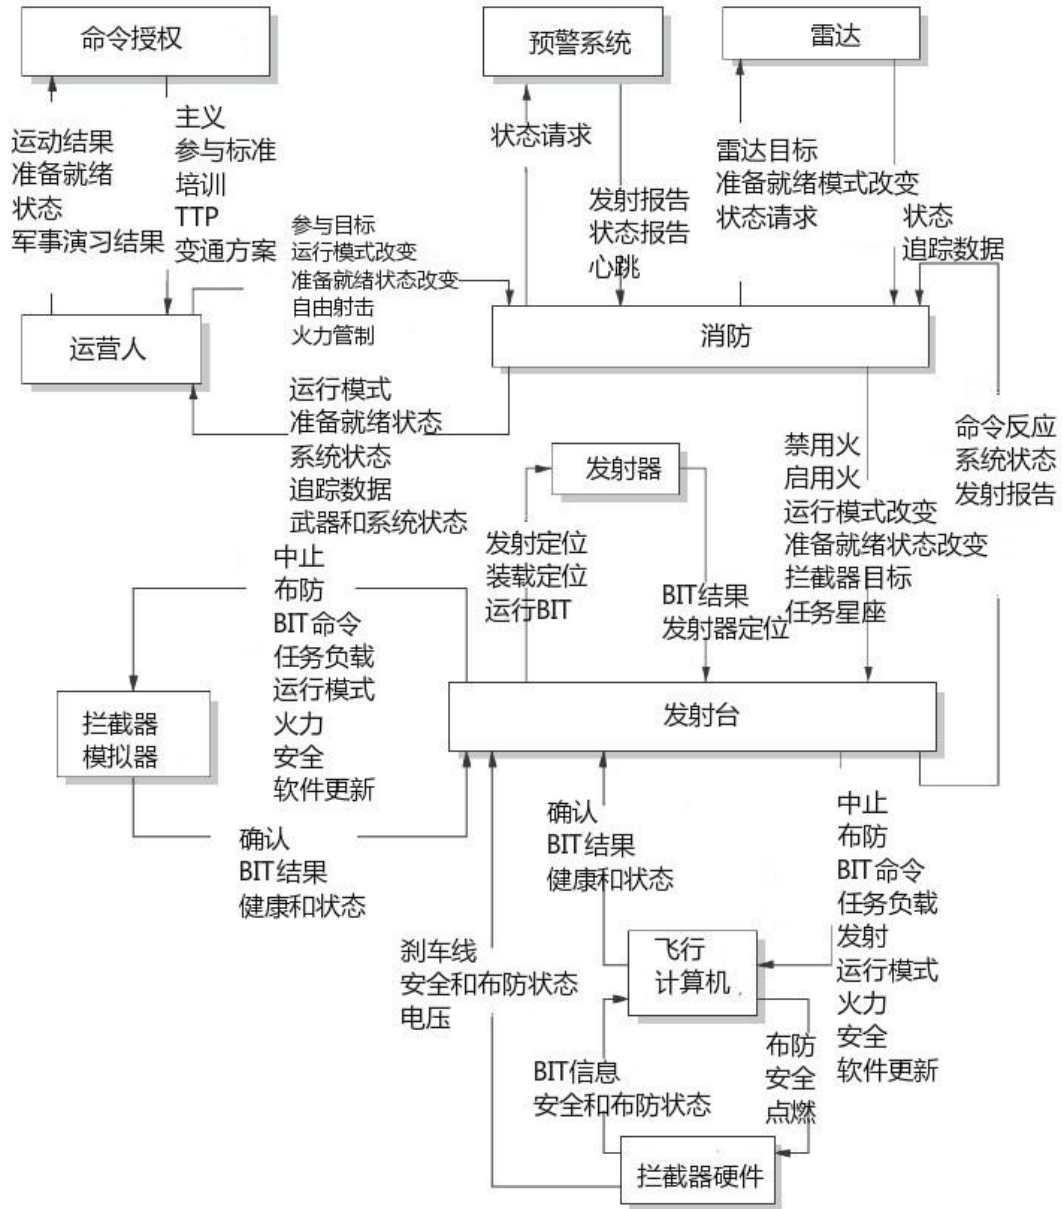 命令授权
预警系统
雷达
运动结果
准备就绪
状态
军事演习结果
主义
参与标准
培训
TTP
变通方案
状态请求
发射报告
状态报告
心跳
雷达目标
准备就绪模式改变
状态请求
状态
追踪数据
参与目标
运行模式改变
准备就绪状态改变
自由射击
火力管制
运营人
消防
运行模式
准备就绪状态
系统状态
追踪数据
武器和系统状态
发射器
禁用火
启用火
运行模式改变
准备就绪状态改变
拦截器目标
任务星座
命令反应
系统状态
发射报告
发射定位
装载定位
运行BIT
BIT结果
发射器定位
中止
布防
BIT命令
任务负载
运行模式
火力
安全
软件更新
拦截器
模拟器
发射台
确认
BIT结果
健康和状态
确认
BIT结果
健康和状态
中止
布防
BIT命令
任务负载
发射
运行模式
火力
安全
软件更新
刹车线
安全和布防状态
电压
飞行
计算机
BIT信息
安全和布防状态
布防
安全
点燃
拦截器硬件